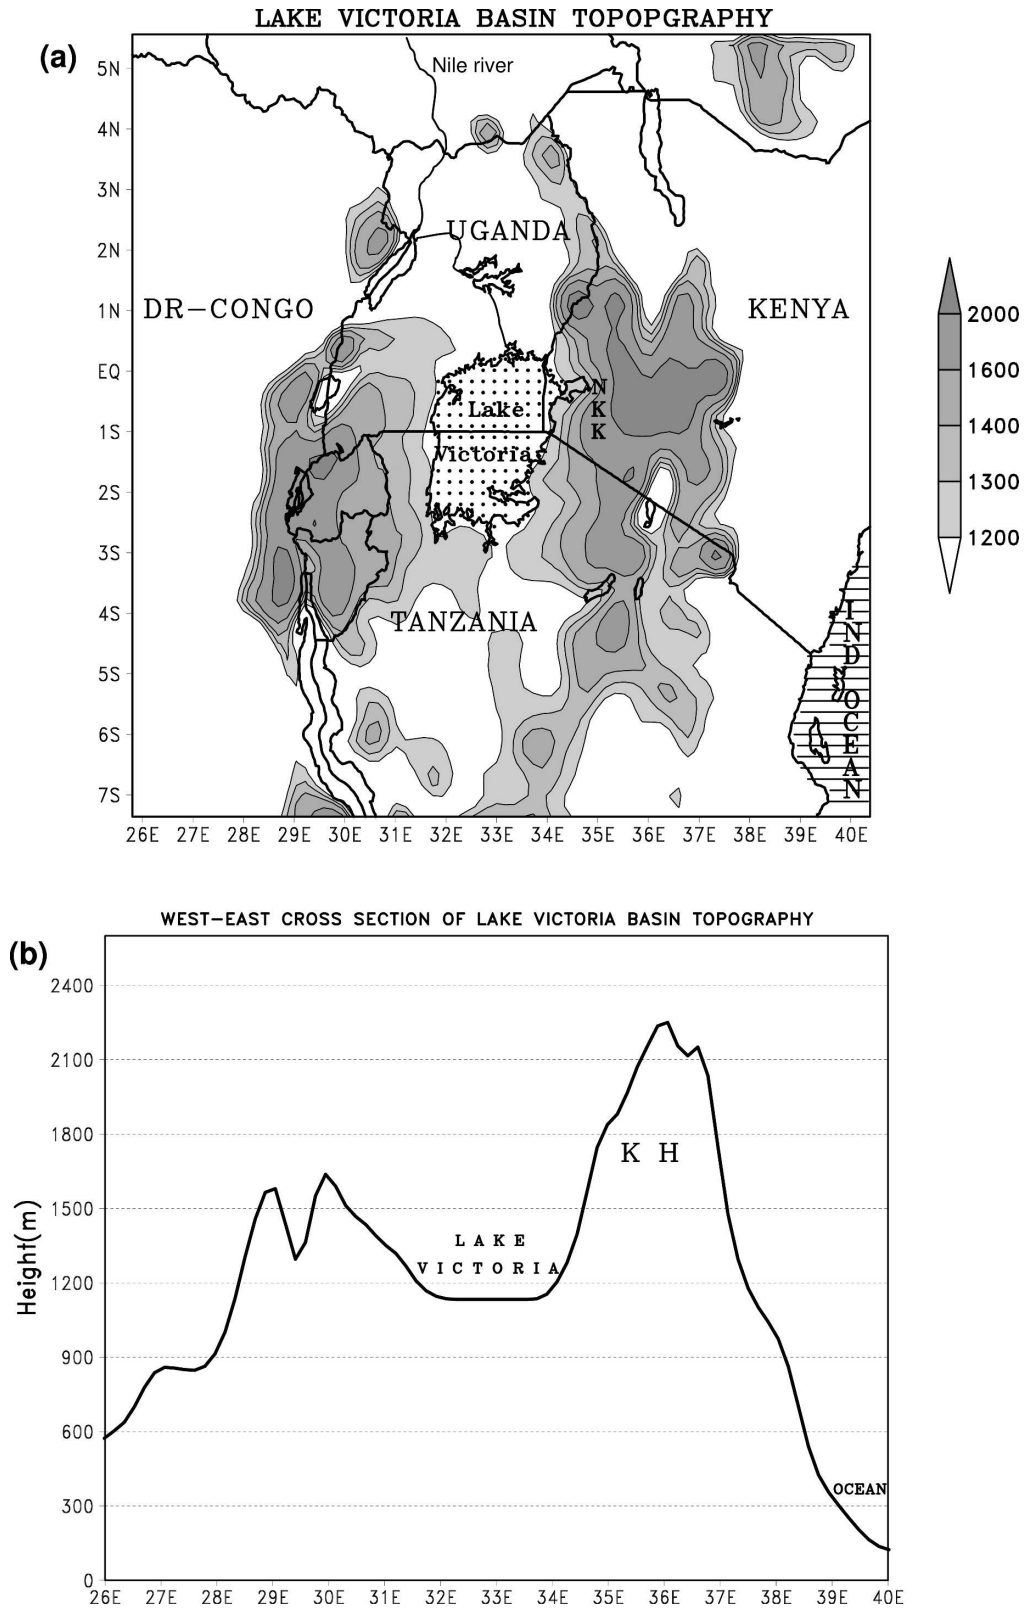 LAKE VICTORIA BASIN TOPOPGRAPHY
(a)
Nile river
5N
4N
3N
2N
1N
EQ
1S
2S
3S
4S
5S
6S
7S
UGANDA
DR-CONGO
KENYA
N
K
K
Lake
Victoria
TANZANIA
I
N
D
O
C
E
A
N
2000
1600
1400
1300
1200
26E 27E 28E 29E 30E 31E 32E 33E 34E 35E 36E 37E 38E 39E 40E
WEST-EAST CROSS SECTION OF LAKE VICTORIA BASIN TOPOGRAPHY
(b)
Height(m)
2400
2100
1800
1500
1200
900
600
300
0
K H
LAKE
VICTORIA
OCEAN
26E 27E 28E 29E 30E 31E 32E 33E 34E 35E 36E 37E 38E 39E 40E